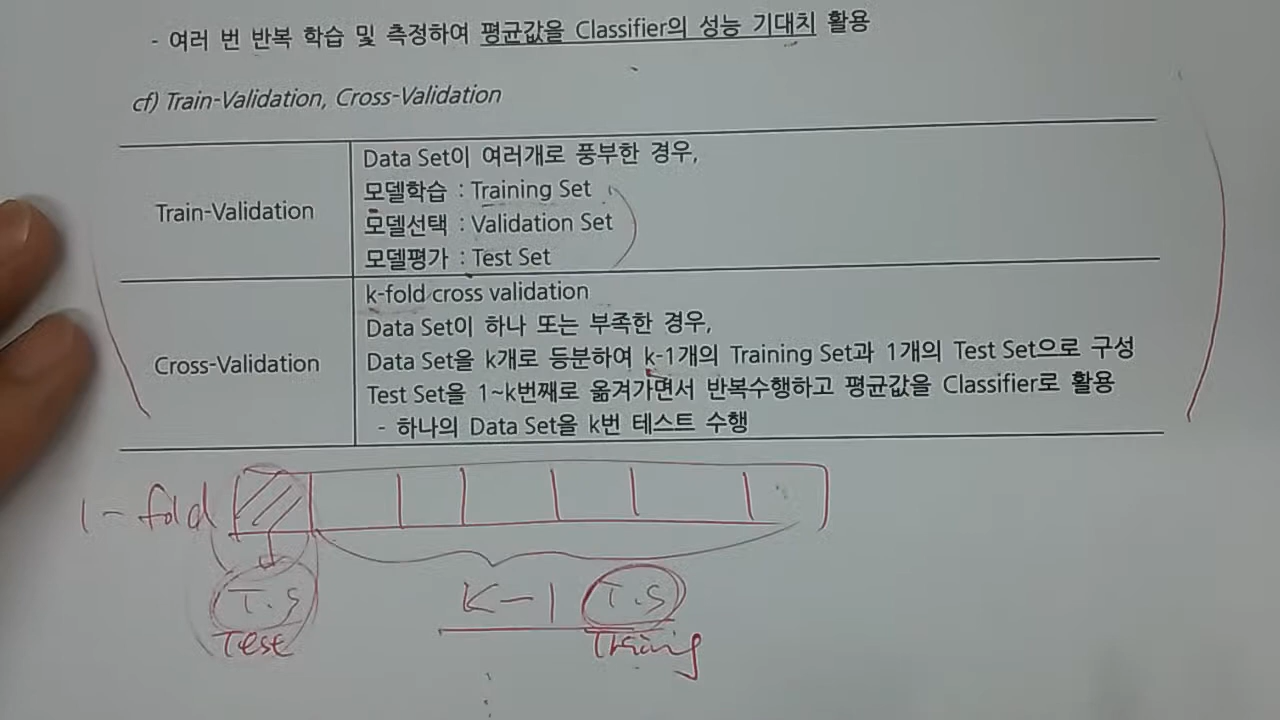 - 여러 번 반복 학습 및 측정하여 평균값을 Classifier의 성능 기대치 활용
cf) Train-Validation, Cross-Validation
Train-Validation
Data Set이 여러개로 풍부한 경우,
모델학습 : Training Set
모델선택 : Validation Set
모델평가 : Test Set
Cross-Validation
k-fold cross validation
Data Set이 하나 또는 부족한 경우,
Data Set을 k개로 등분하여 k-1개의 Training Set과 1개의 Test Set으로 구성
Test Set을 1~k번째로 옮겨가면서 반복수행하고 평균값을 Classifier로 활용
- 하나의 Data Set을 k번 테스트 수행
1-fold
T.S
Test
K-1 T.S
Training